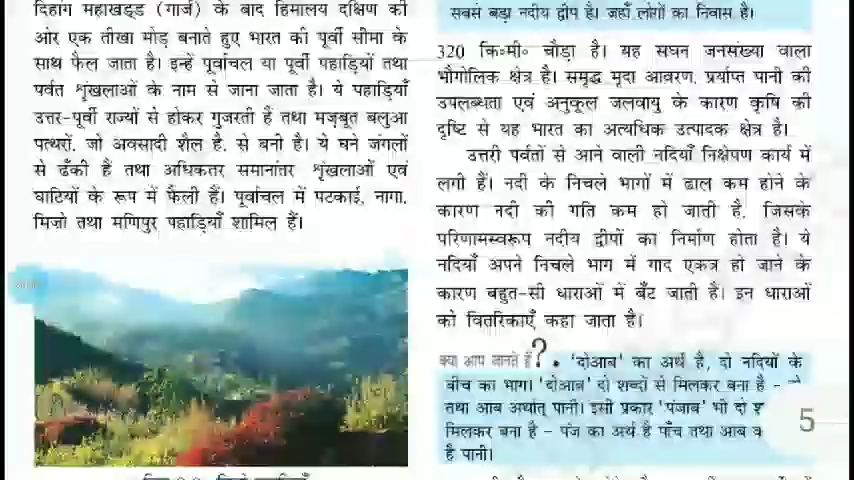 दिहांग महाखड्ड (गार्ज) के बाद हिमालय दक्षिण की
ओर एक तीखा मोड़ बनाते हुए भारत की पूर्वी सीमा के
साथ फैल जाता है। इन्हें पूर्वांचल या पूर्वी पहाड़ियों तथा
पर्वत शृंखलाओं के नाम से जाना जाता है। ये पहाड़ियाँ
उत्तर-पूर्वी राज्यों से होकर गुजरती हैं तथा मज़बूत बलुआ
पत्थरों, जो अवसादी शैल है, से बनी है। ये घने जंगलों
से ढँकी हैं तथा अधिकतर समानांतर शृंखलाओं एवं
घाटियों के रूप में फैली हैं। पूर्वांचल में पटकाई, नागा,
मिजो तथा मणिपुर पहाड़ियाँ शामिल हैं।
सबसे बड़ा नदीय द्वीप है। जहाँ लोगों का निवास है।
320 कि॰मी॰ चौड़ा है। यह सघन जनसंख्या वाला
भौगोलिक क्षेत्र है। समृद्ध मृदा आवरण, प्रर्याप्त पानी की
उपलब्धता एवं अनुकूल जलवायु के कारण कृषि की
दृष्टि से यह भारत का अत्यधिक उत्पादक क्षेत्र है।
उत्तरी पर्वतों से आने वाली नदियाँ निक्षेपण कार्य में
लगी हैं। नदी के निचले भागों में ढाल कम होने के
कारण नदी की गति कम हो जाती है, जिसके
परिणामस्वरूप नदीय द्वीपों का निर्माण होता है। ये
नदियाँ अपने निचले भाग में गाद एकत्र हो जाने के
कारण बहुत-सी धाराओं में बँट जाती हैं। इन धाराओं
को वितरिकाएँ कहा जाता है।
क्या आप जानते हैं? • 'दोआब' का अर्थ है, दो नदियों के
बीच का भाग। 'दोआब' दो शब्दों से मिलकर बना है –
तथा आब अर्थात् पानी। इसी प्रकार 'पंजाब' भी दो
मिलकर बना है – पंज का अर्थ है पाँच तथा आब
है पानी।
5